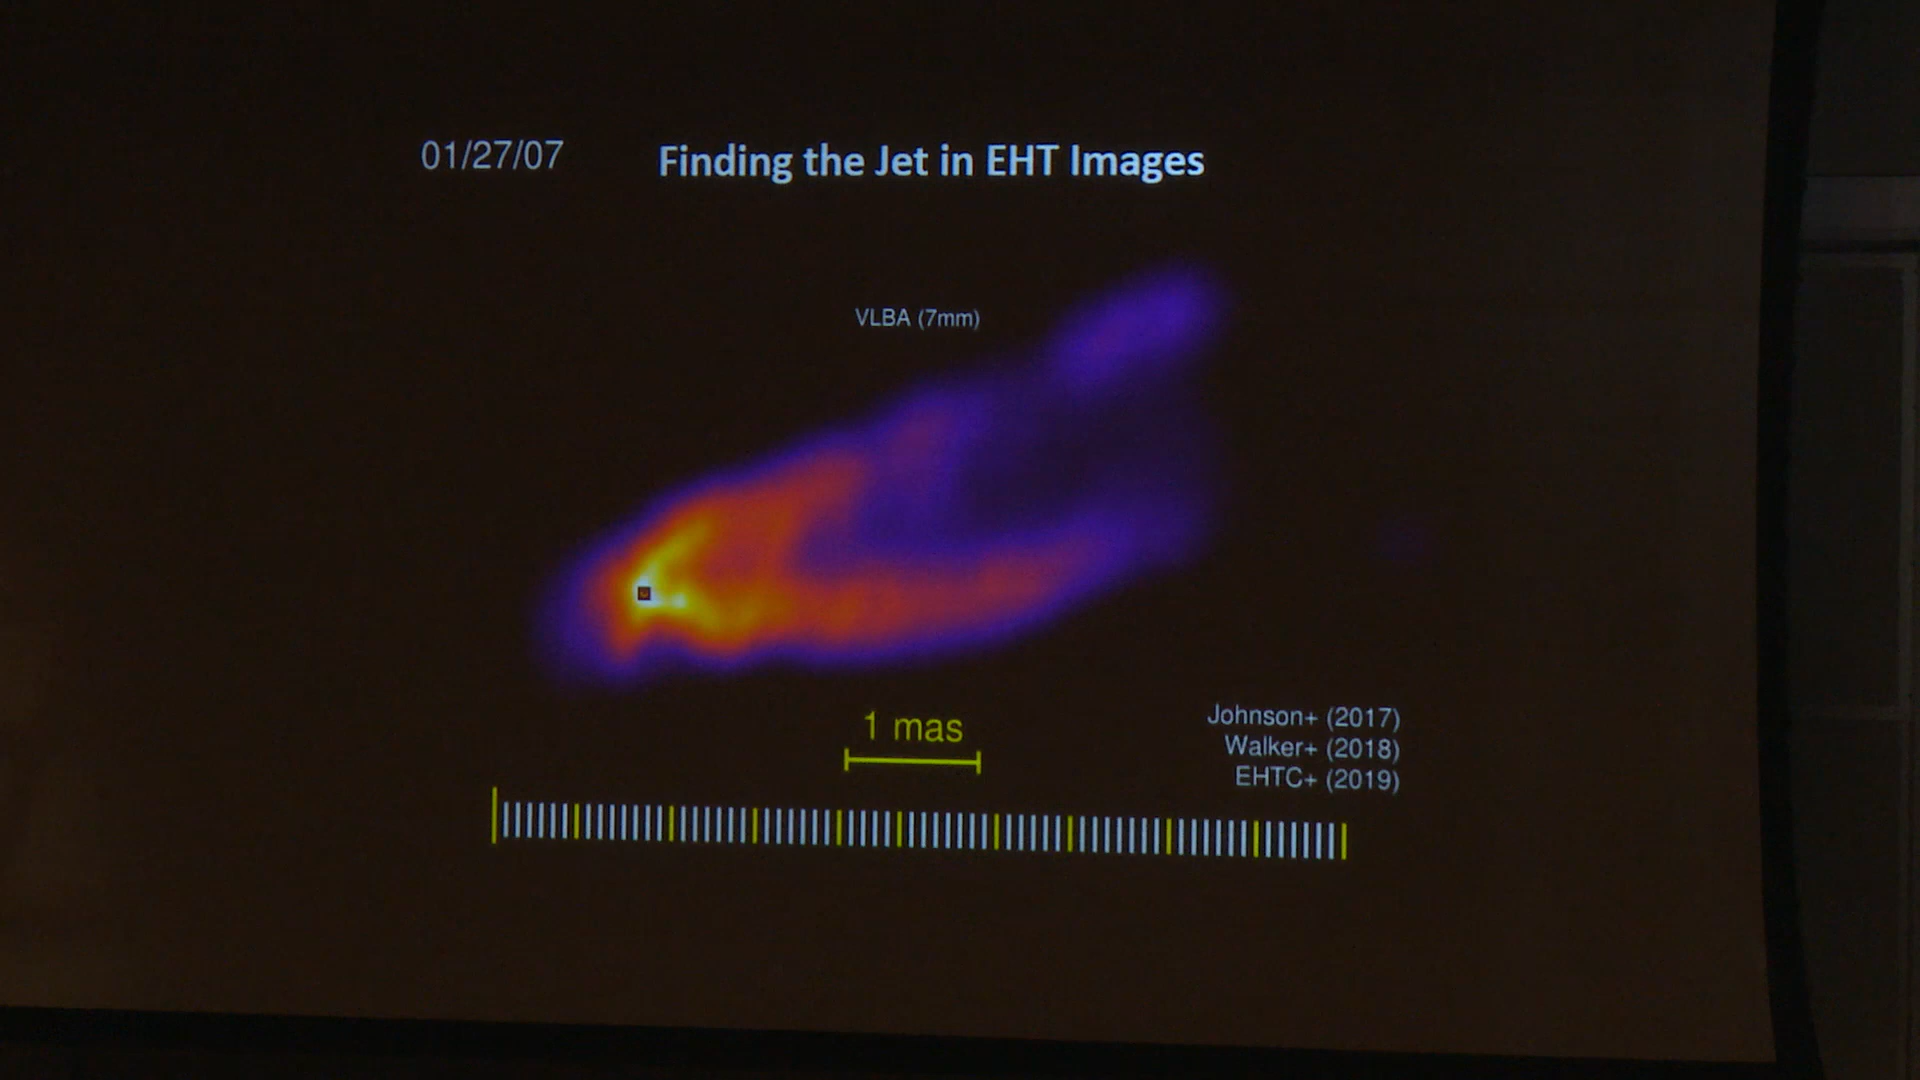 01/27/07
Finding the Jet in EHT Images
VLBA (7mm)
1 mas
Johnson+ (2017)
Walker+ (2018)
EHTC+ (2019)